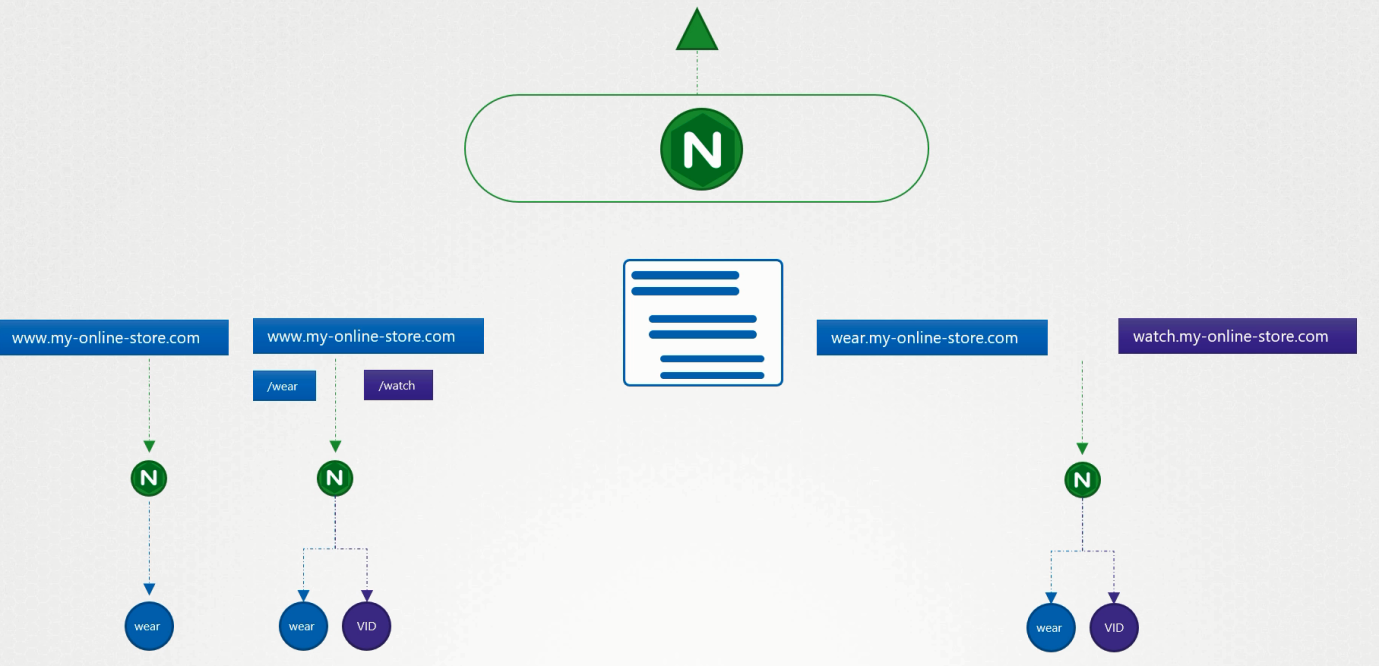 N
www.my-online-store.com
www.my-online-store.com
wear.my-online-store.com
watch.my-online-store.com
/wear
/watch
N
N
N
wear
wear
VID
wear
VID